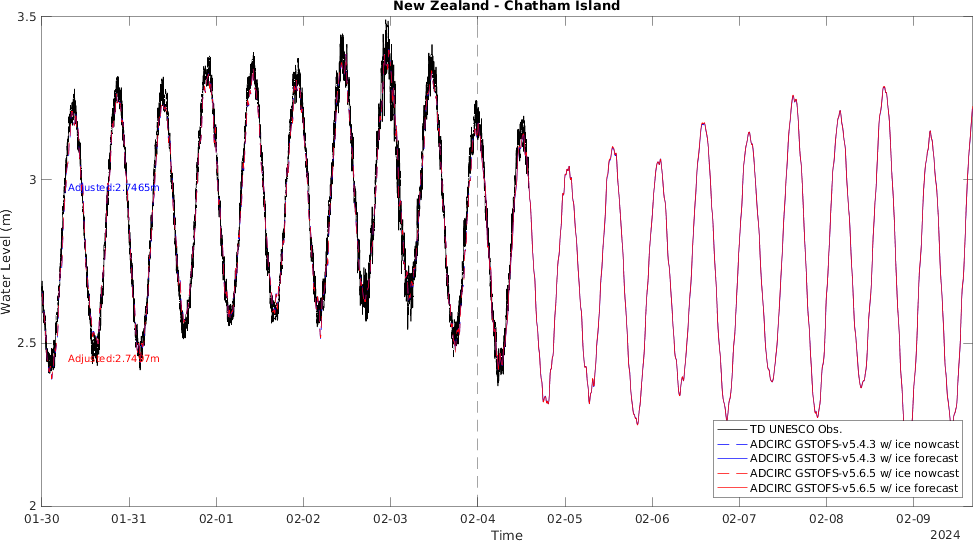 New Zealand - Chatham Island
Water Level (m)
3.5
3
2.5
2
Adjusted:2.7465m
01-30
01-31
02-01
02-02
02-03
02-04
02-05
02-06
02-07
02-08
02-09
Time
2024
TD UNESCO Obs.
ADCIRC GSTOFS-v5.4.3 w/ ice nowcast
ADCIRC GSTOFS-v5.4.3 w/ ice forecast
ADCIRC GSTOFS-v5.6.5 w/ ice nowcast
ADCIRC GSTOFS-v5.6.5 w/ ice forecast